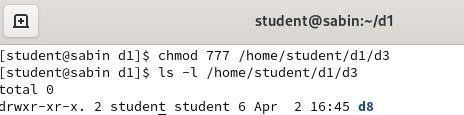 student@sabin:~/d1
[student@sabin d1]$ chmod 777 /home/student/d1/d3
[student@sabin d1]$ ls -l /home/student/d1/d3
total 0
drwxr-xr-x. 2 student student 6 Apr  2 16:45 d8